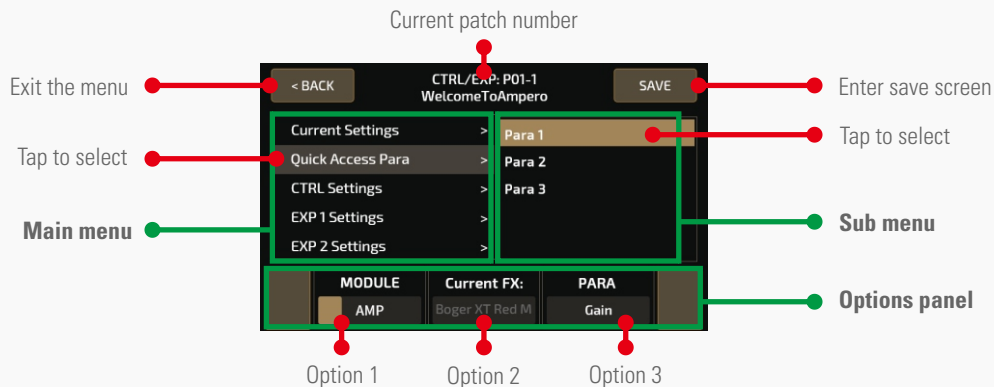 Current patch number
Exit the menu
< BACK
CTRL/EXP: P01-1
WelcomeToAmpero
SAVE
Enter save screen
Current Settings >
Para 1
Tap to select
Tap to select
Quick Access Para >
Para 2
CTRL Settings >
Para 3
Main menu
EXP 1 Settings >
Sub menu
EXP 2 Settings >
MODULE
Current FX:
PARA
Options panel
AMP
Boger XT Red M
Gain
Option 1
Option 2
Option 3